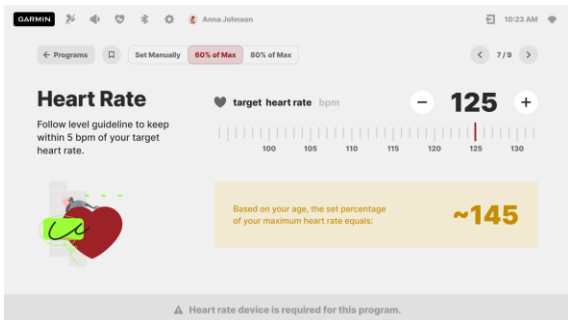 GARMIN Anna Johnson 10:23 AM
← Programs Set Manually 60% of Max 80% of Max < 7/9 >
Heart Rate
Follow level guideline to keep
within 5 bpm of your target
heart rate.
target heart rate bpm − 125 +
100 105 110 115 120 125 130
Based on your age, the set percentage
of your maximum heart rate equals:
~145
Heart rate device is required for this program.